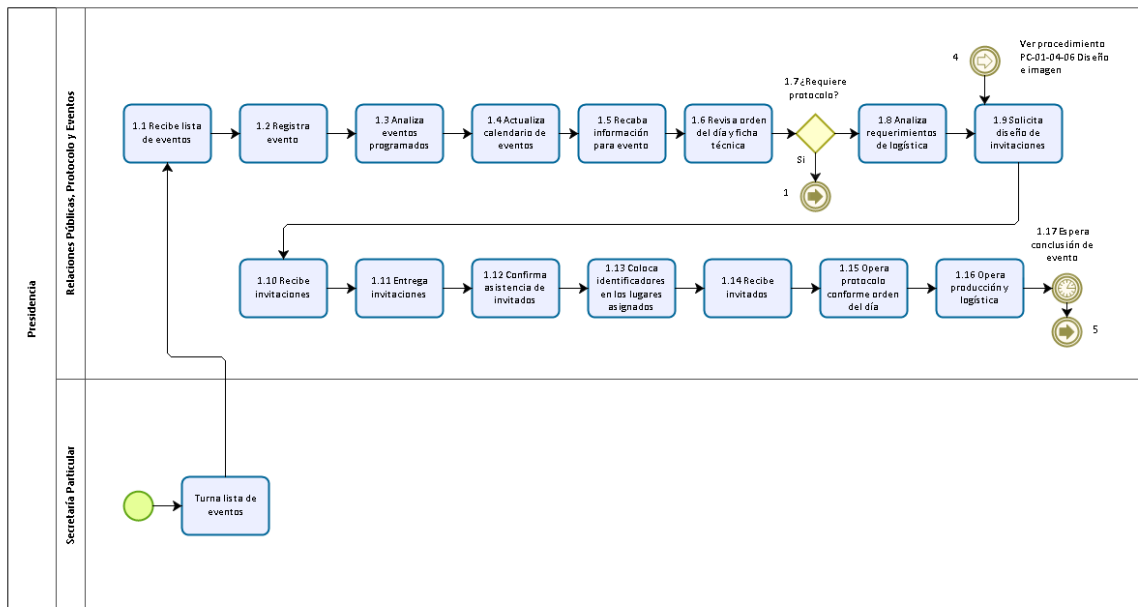 Presidencia
Relaciones Públicas, Protocolo y Eventos
4
Ver procedimiento
PC-01-04-06 Diseño
e imagen
1.1 Recibe lista
de eventos
1.2 Registra
evento
1.3 Analiza
eventos
programados
1.4 Actualiza
calendario de
eventos
1.5 Recaba
información
para evento
1.6 Revisa orden
del día y ficha
técnica
1.7 ¿Requiere
protocolo?
Si
1
1.8 Analiza
requerimientos
de logística
1.9 Solicita
diseño de
invitaciones
1.10 Recibe
invitaciones
1.11 Entrega
invitaciones
1.12 Confirma
asistencia de
invitados
1.13 Coloca
identificadores
en los lugares
asignados
1.14 Recibe
invitados
1.15 Opera
protocolo
conforme orden
del día
1.16 Opera
producción y
logística
1.17 Espera
conclusión de
evento
5
Secretaría Particular
Turna lista de
eventos